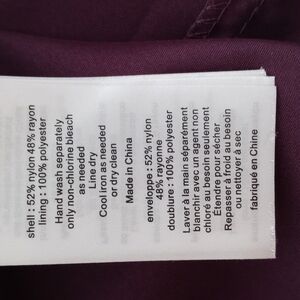 shell : 52% nylon 48% rayon
lining : 100% polyester
Hand wash separately
only non-chlorine bleach
as needed
Line dry
Cool iron as needed
or dry clean
Made in China
enveloppe : 52% nylon
48% rayonne
doublure : 100% polyester
Laver à la main séparément
blanchir avec un agent non
chloré au besoin seulement
Étendre pour sécher
Repasser à froid au besoin
ou nettoyer à sec
fabriqué en Chine